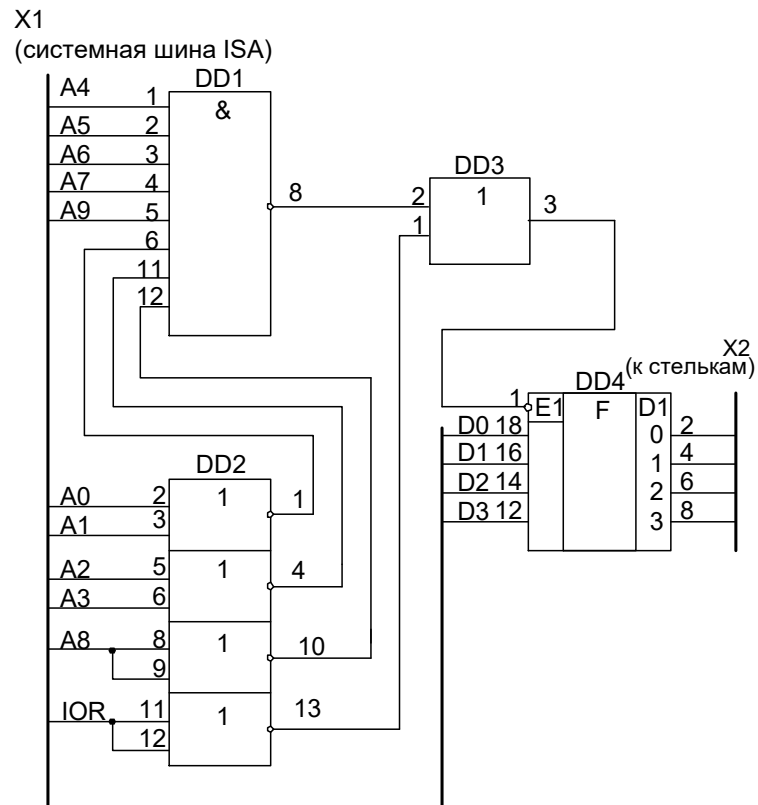 X1
(системная шина ISA)
DD1
&
A4 1
A5 2
A6 3
A7 4
A9 5
6
11
12
8
DD3
1
2
1
3
X2
(к стелькам)
DD4
1 E1 F D1
D0 18 0 2
D1 16 1 4
D2 14 2 6
D3 12 3 8
DD2
A0 2 1 1
A1 3
A2 5 1 4
A3 6
A8 8 1 10
9
IOR 11 1 13
12